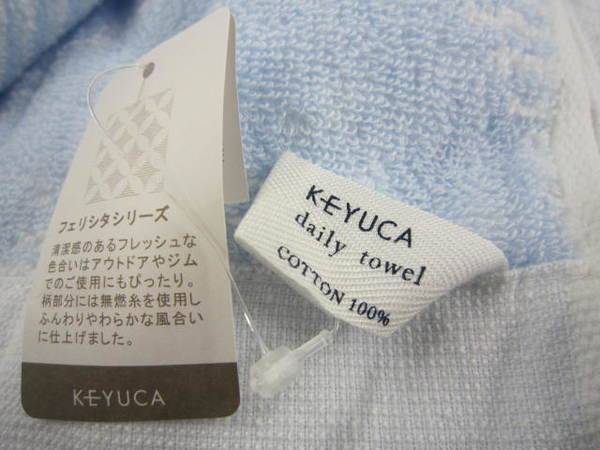 フェリシタシリーズ
清潔感のあるフレッシュな
色合いはアウトドアやジム
でのご使用にもぴったり。
柄部分には無燃糸を使用し
ふんわりやわらかな風合い
に仕上げました。
KEYUCA
KEYUCA
daily towel
COTTON 100%